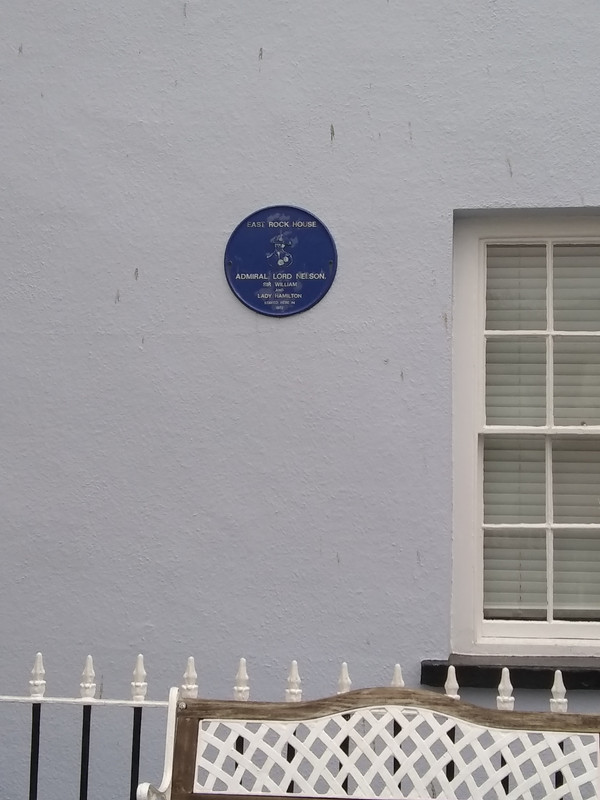 EAST ROCK HOUSE
ADMIRAL LORD NELSON.
SIR WILLIAM
AND
LADY HAMILTON